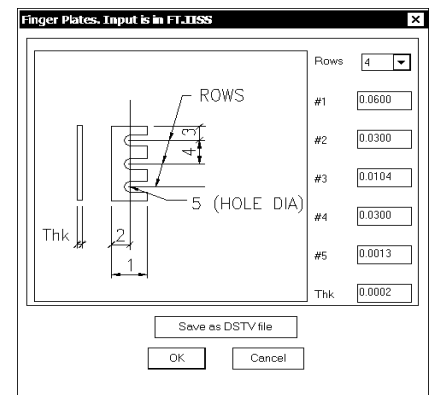 Finger Plates. Input is in FT.IISS
Rows 4
ROWS
#1 0.0600
3
#2 0.0300
4
#3 0.0104
5 (HOLE DIA)
#4 0.0300
Thk
2
#5 0.0013
1
Thk 0.0002
Save as DSTV file
OK Cancel